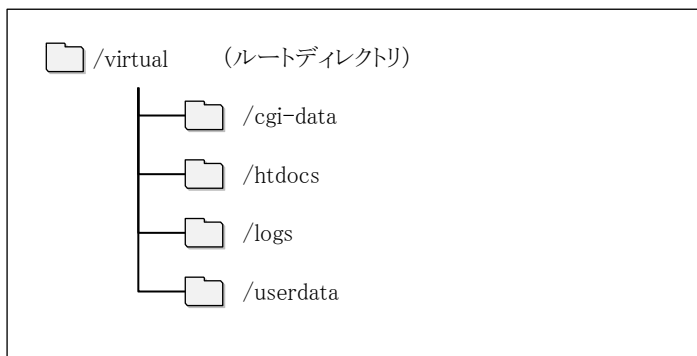 /virtual (ルートディレクトリ)
/cgi-data
/htdocs
/logs
/userdata